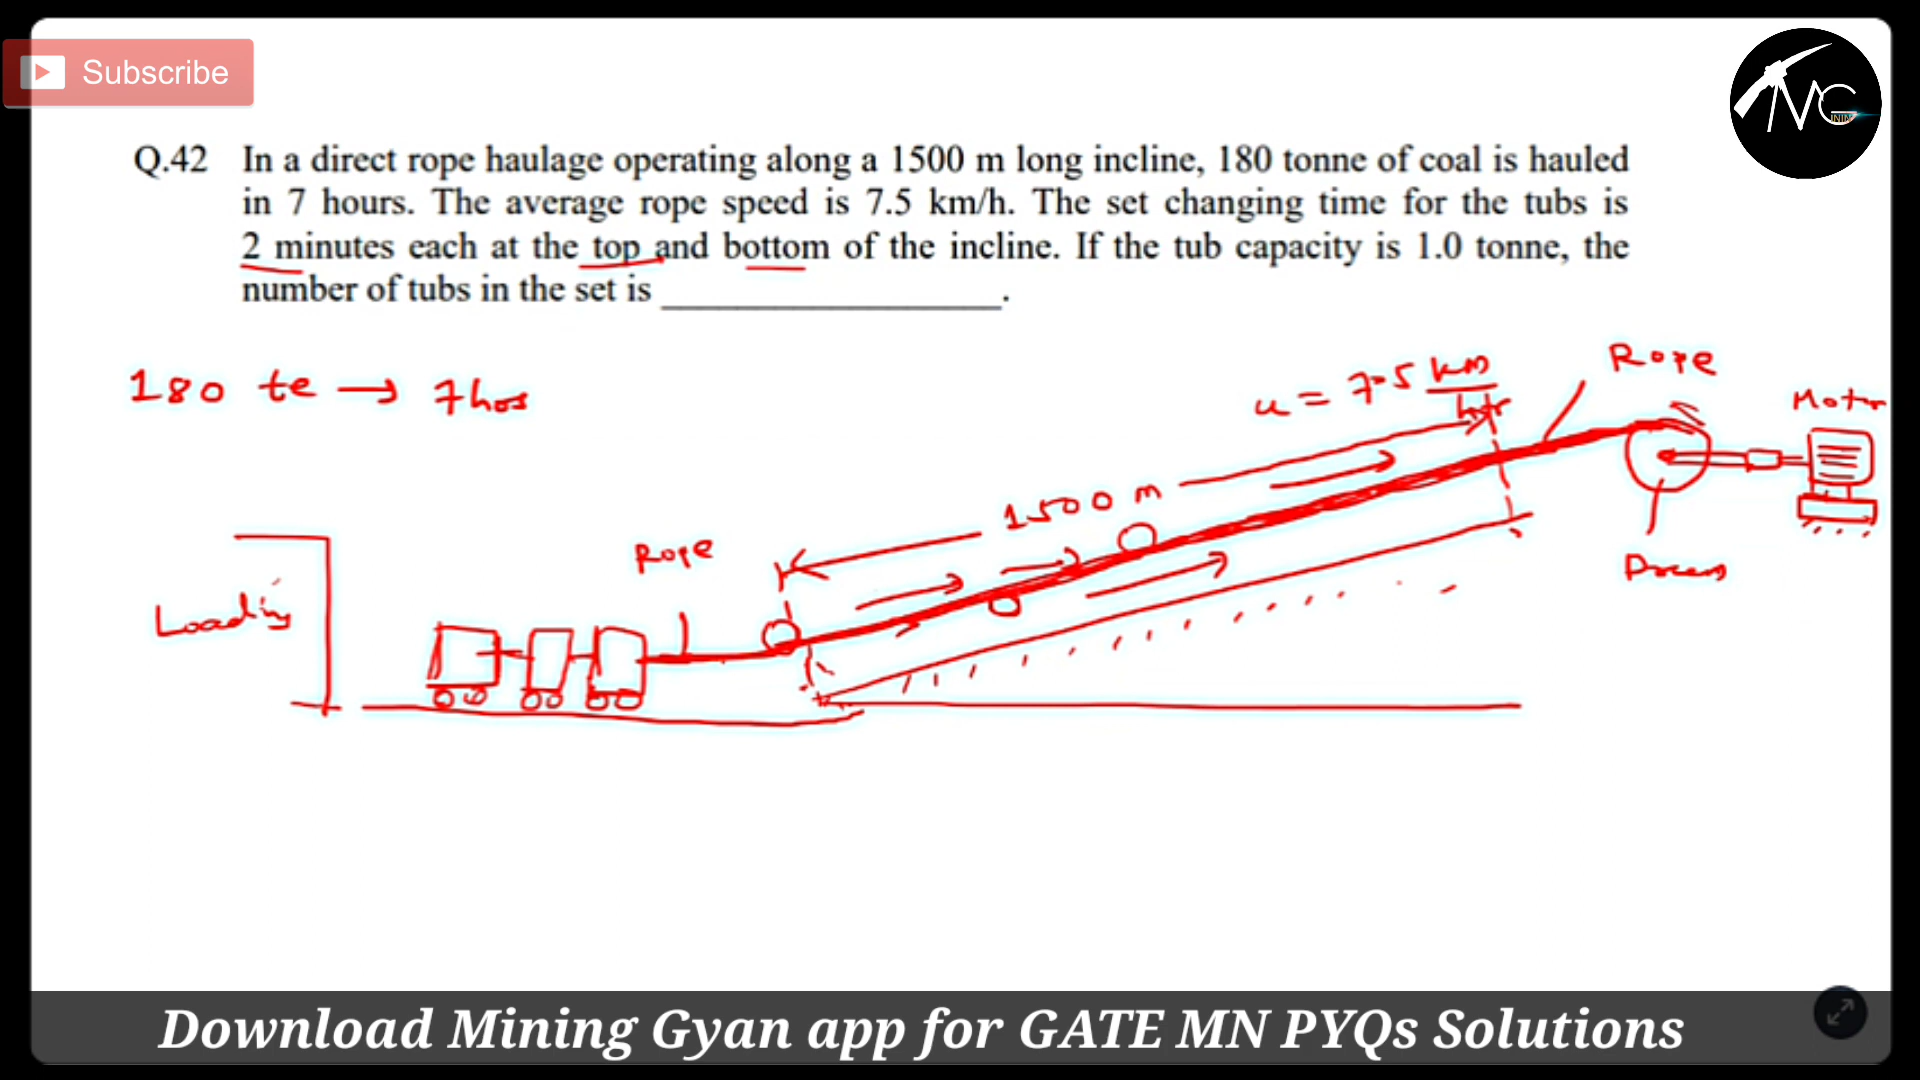 Subscribe
Q.42 In a direct rope haulage operating along a 1500 m long incline, 180 tonne of coal is hauled
in 7 hours. The average rope speed is 7.5 km/h. The set changing time for the tubs is
2 minutes each at the top and bottom of the incline. If the tub capacity is 1.0 tonne, the
number of tubs in the set is ____________________.
180 te → 7 hrs
u = 7.5 km/hr
Rope
Motor
1500 m
Rope
Loading
Download Mining Gyan app for GATE MN PYQs Solutions